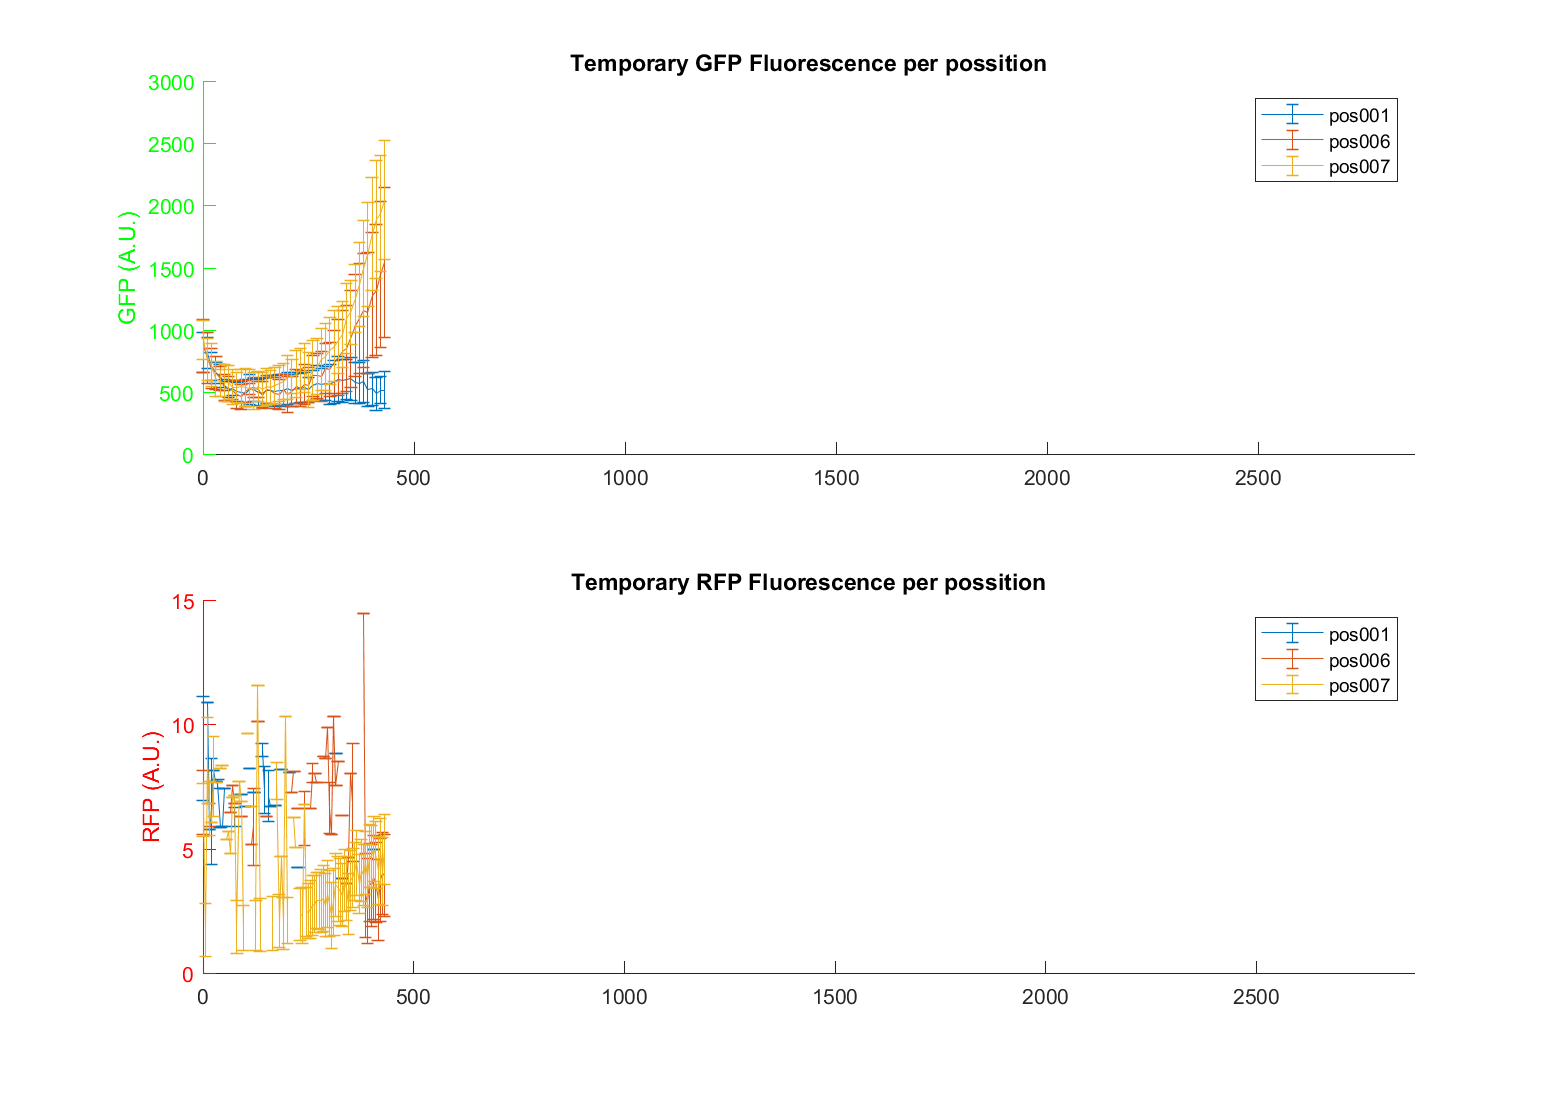 Temporary GFP Fluorescence per possition
GFP (A.U.)
3000
2500
2000
1500
1000
500
0
0 500 1000 1500 2000 2500
pos001
pos006
pos007
Temporary RFP Fluorescence per possition
RFP (A.U.)
15
10
5
0
0 500 1000 1500 2000 2500
pos001
pos006
pos007